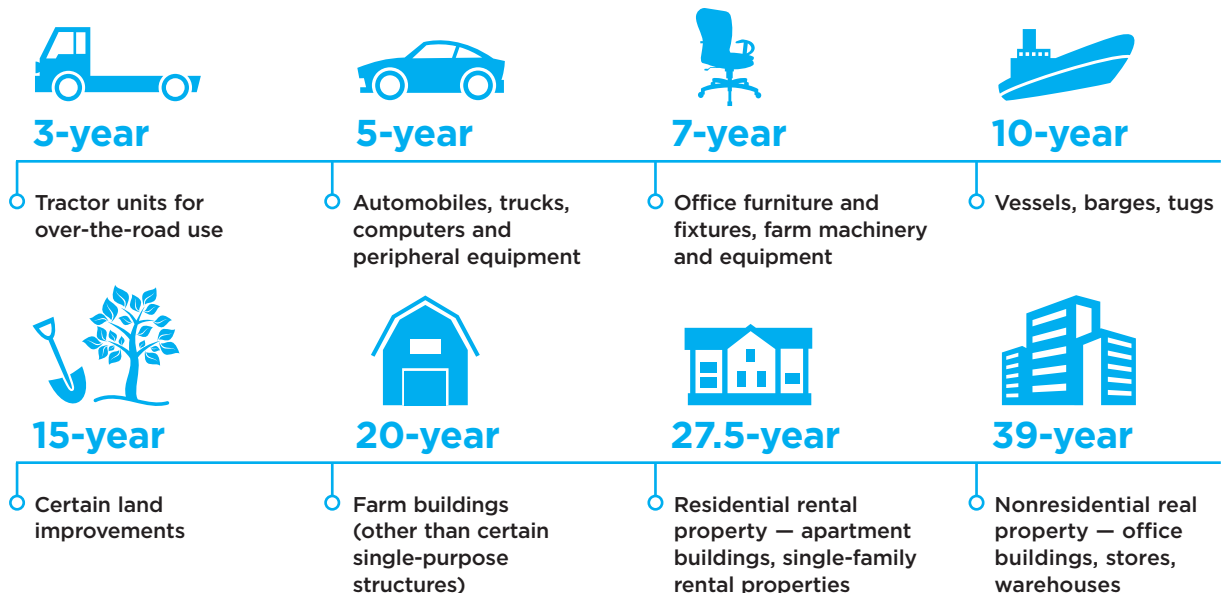 3-year
5-year
7-year
10-year
Tractor units for
over-the-road use
Automobiles, trucks,
computers and
peripheral equipment
Office furniture and
fixtures, farm machinery
and equipment
Vessels, barges, tugs
15-year
20-year
27.5-year
39-year
Certain land
improvements
Farm buildings
(other than certain
single-purpose
structures)
Residential rental
property — apartment
buildings, single-family
rental properties
Nonresidential real
property — office
buildings, stores,
warehouses